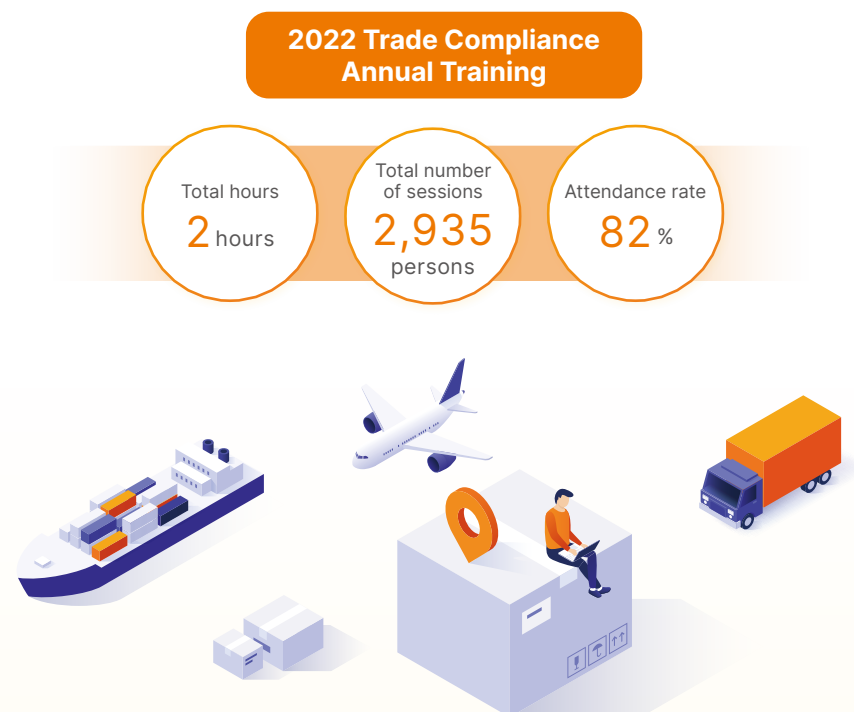 2022 Trade Compliance
Annual Training
Total hours
2 hours
Total number
of sessions
2,935
persons
Attendance rate
82 %